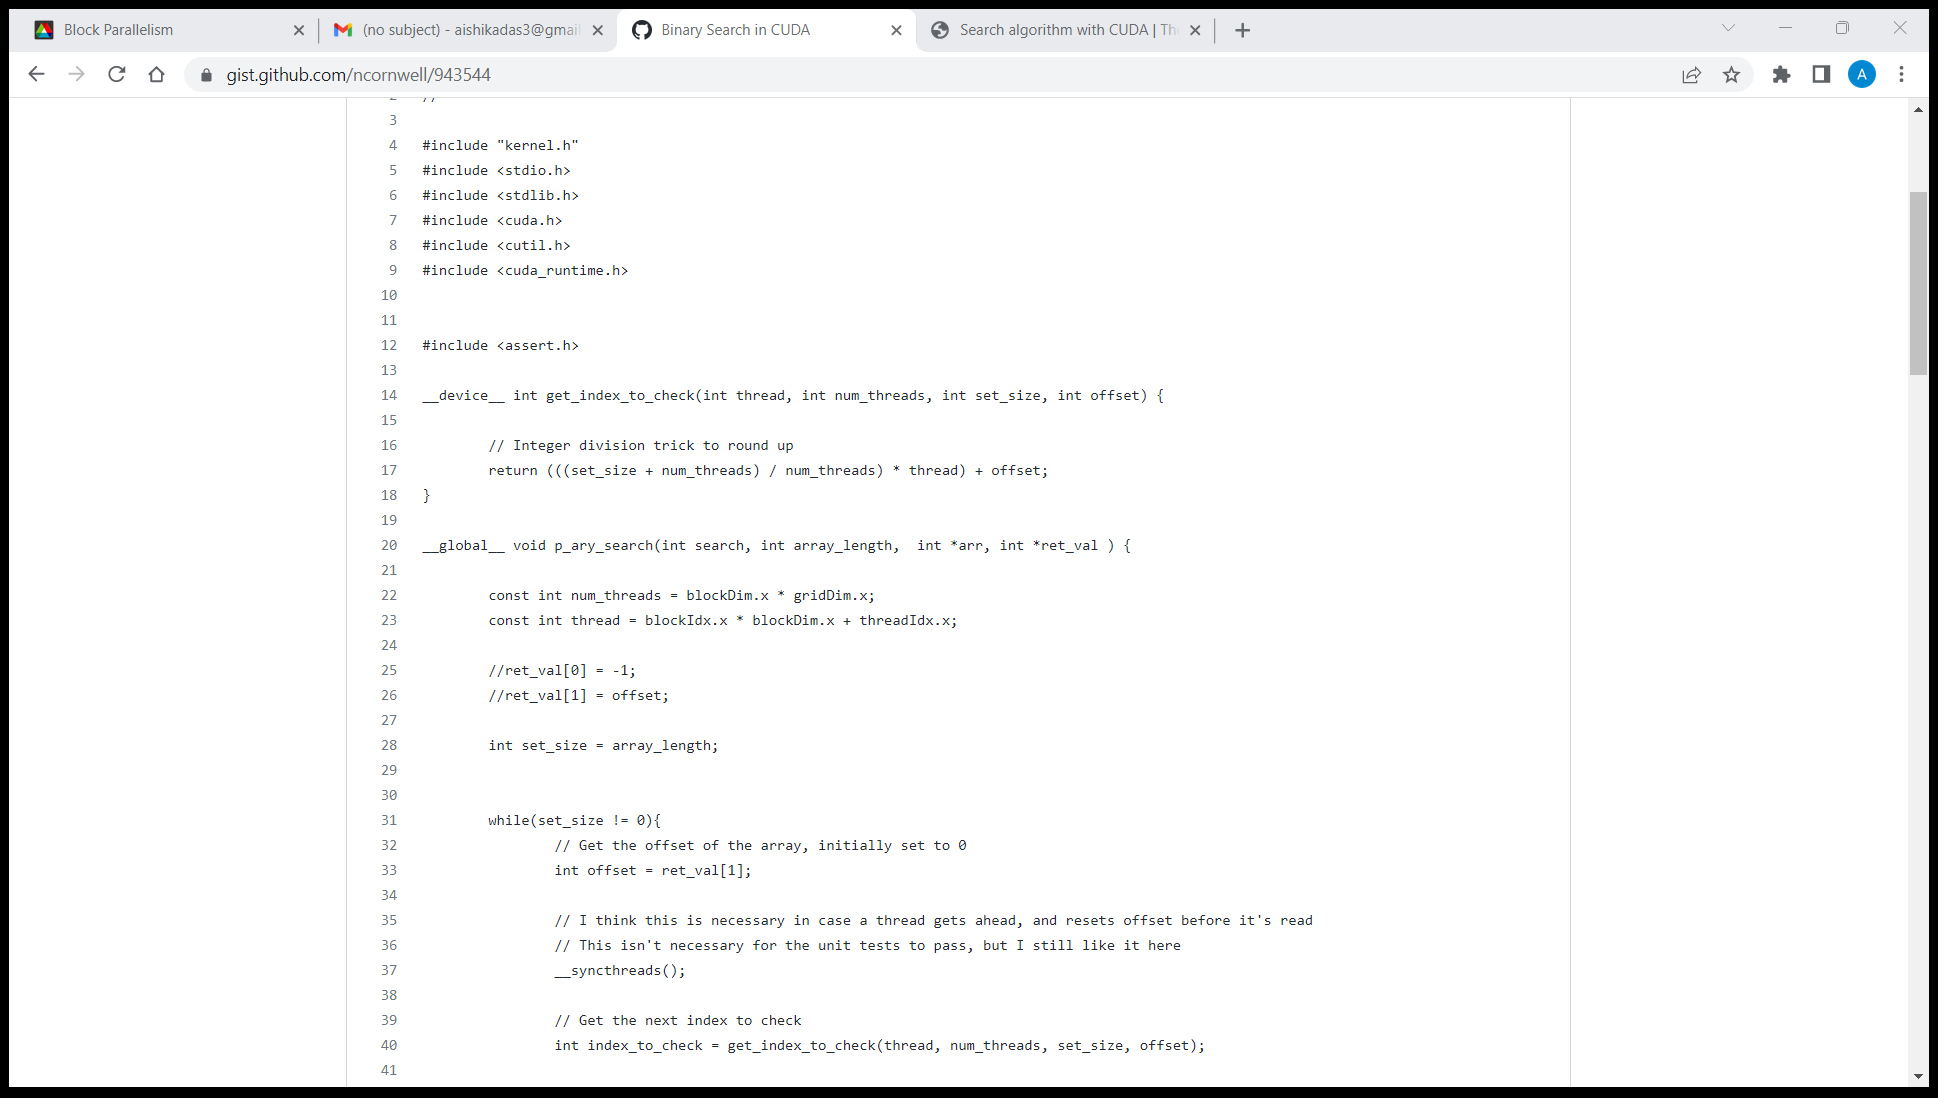 Block Parallelism
(no subject) - aishikadas3@gmai
Binary Search in CUDA
Search algorithm with CUDA | Th
gist.github.com/ncornwell/943544
A
2 //
3
4 #include "kernel.h"
5 #include <stdio.h>
6 #include <stdlib.h>
7 #include <cuda.h>
8 #include <cutil.h>
9 #include <cuda_runtime.h>
10
11
12 #include <assert.h>
13
14 __device__ int get_index_to_check(int thread, int num_threads, int set_size, int offset) {
15
16 // Integer division trick to round up
17 return (((set_size + num_threads) / num_threads) * thread) + offset;
18 }
19
20 __global__ void p_ary_search(int search, int array_length,  int *arr, int *ret_val ) {
21
22 const int num_threads = blockDim.x * gridDim.x;
23 const int thread = blockIdx.x * blockDim.x + threadIdx.x;
24
25 //ret_val[0] = -1;
26 //ret_val[1] = offset;
27
28 int set_size = array_length;
29
30
31 while(set_size != 0){
32 // Get the offset of the array, initially set to 0
33 int offset = ret_val[1];
34
35 // I think this is necessary in case a thread gets ahead, and resets offset before it's read
36 // This isn't necessary for the unit tests to pass, but I still like it here
37 __syncthreads();
38
39 // Get the next index to check
40 int index_to_check = get_index_to_check(thread, num_threads, set_size, offset);
41